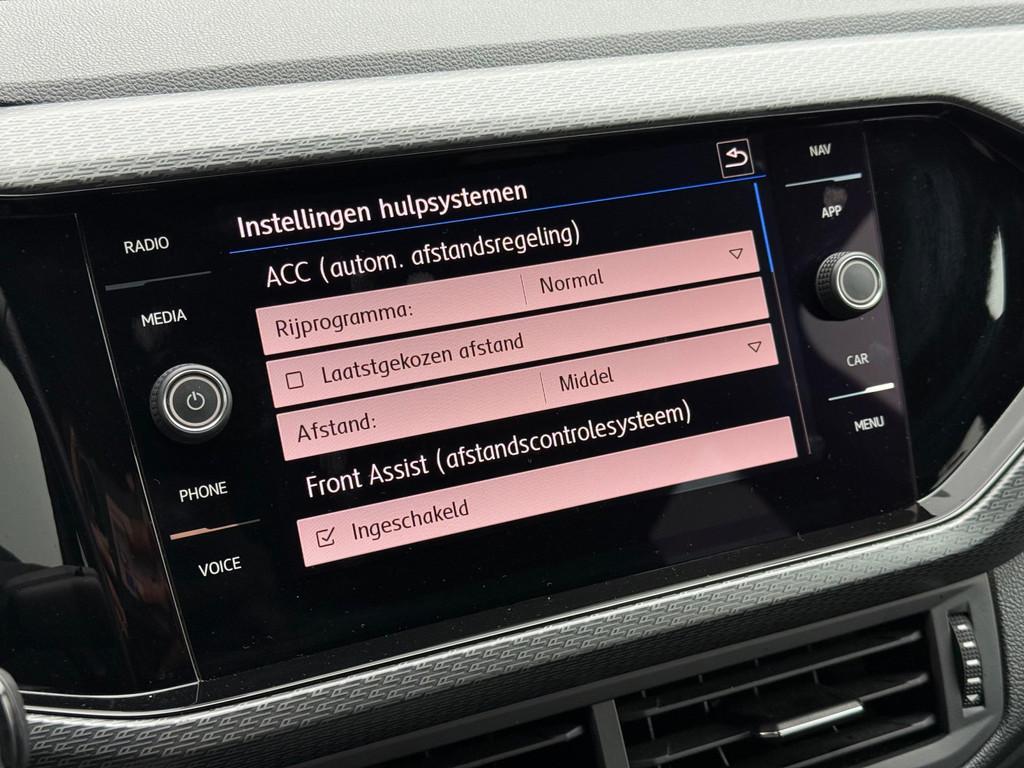 Instellingen hulpsystemen
ACC (autom. afstandsregeling)
Rijprogramma: Normal
Laatstgekozen afstand
Afstand: Middel
Front Assist (afstandscontrolesysteem)
Ingeschakeld
RADIO
MEDIA
PHONE
VOICE
NAV
APP
CAR
MENU